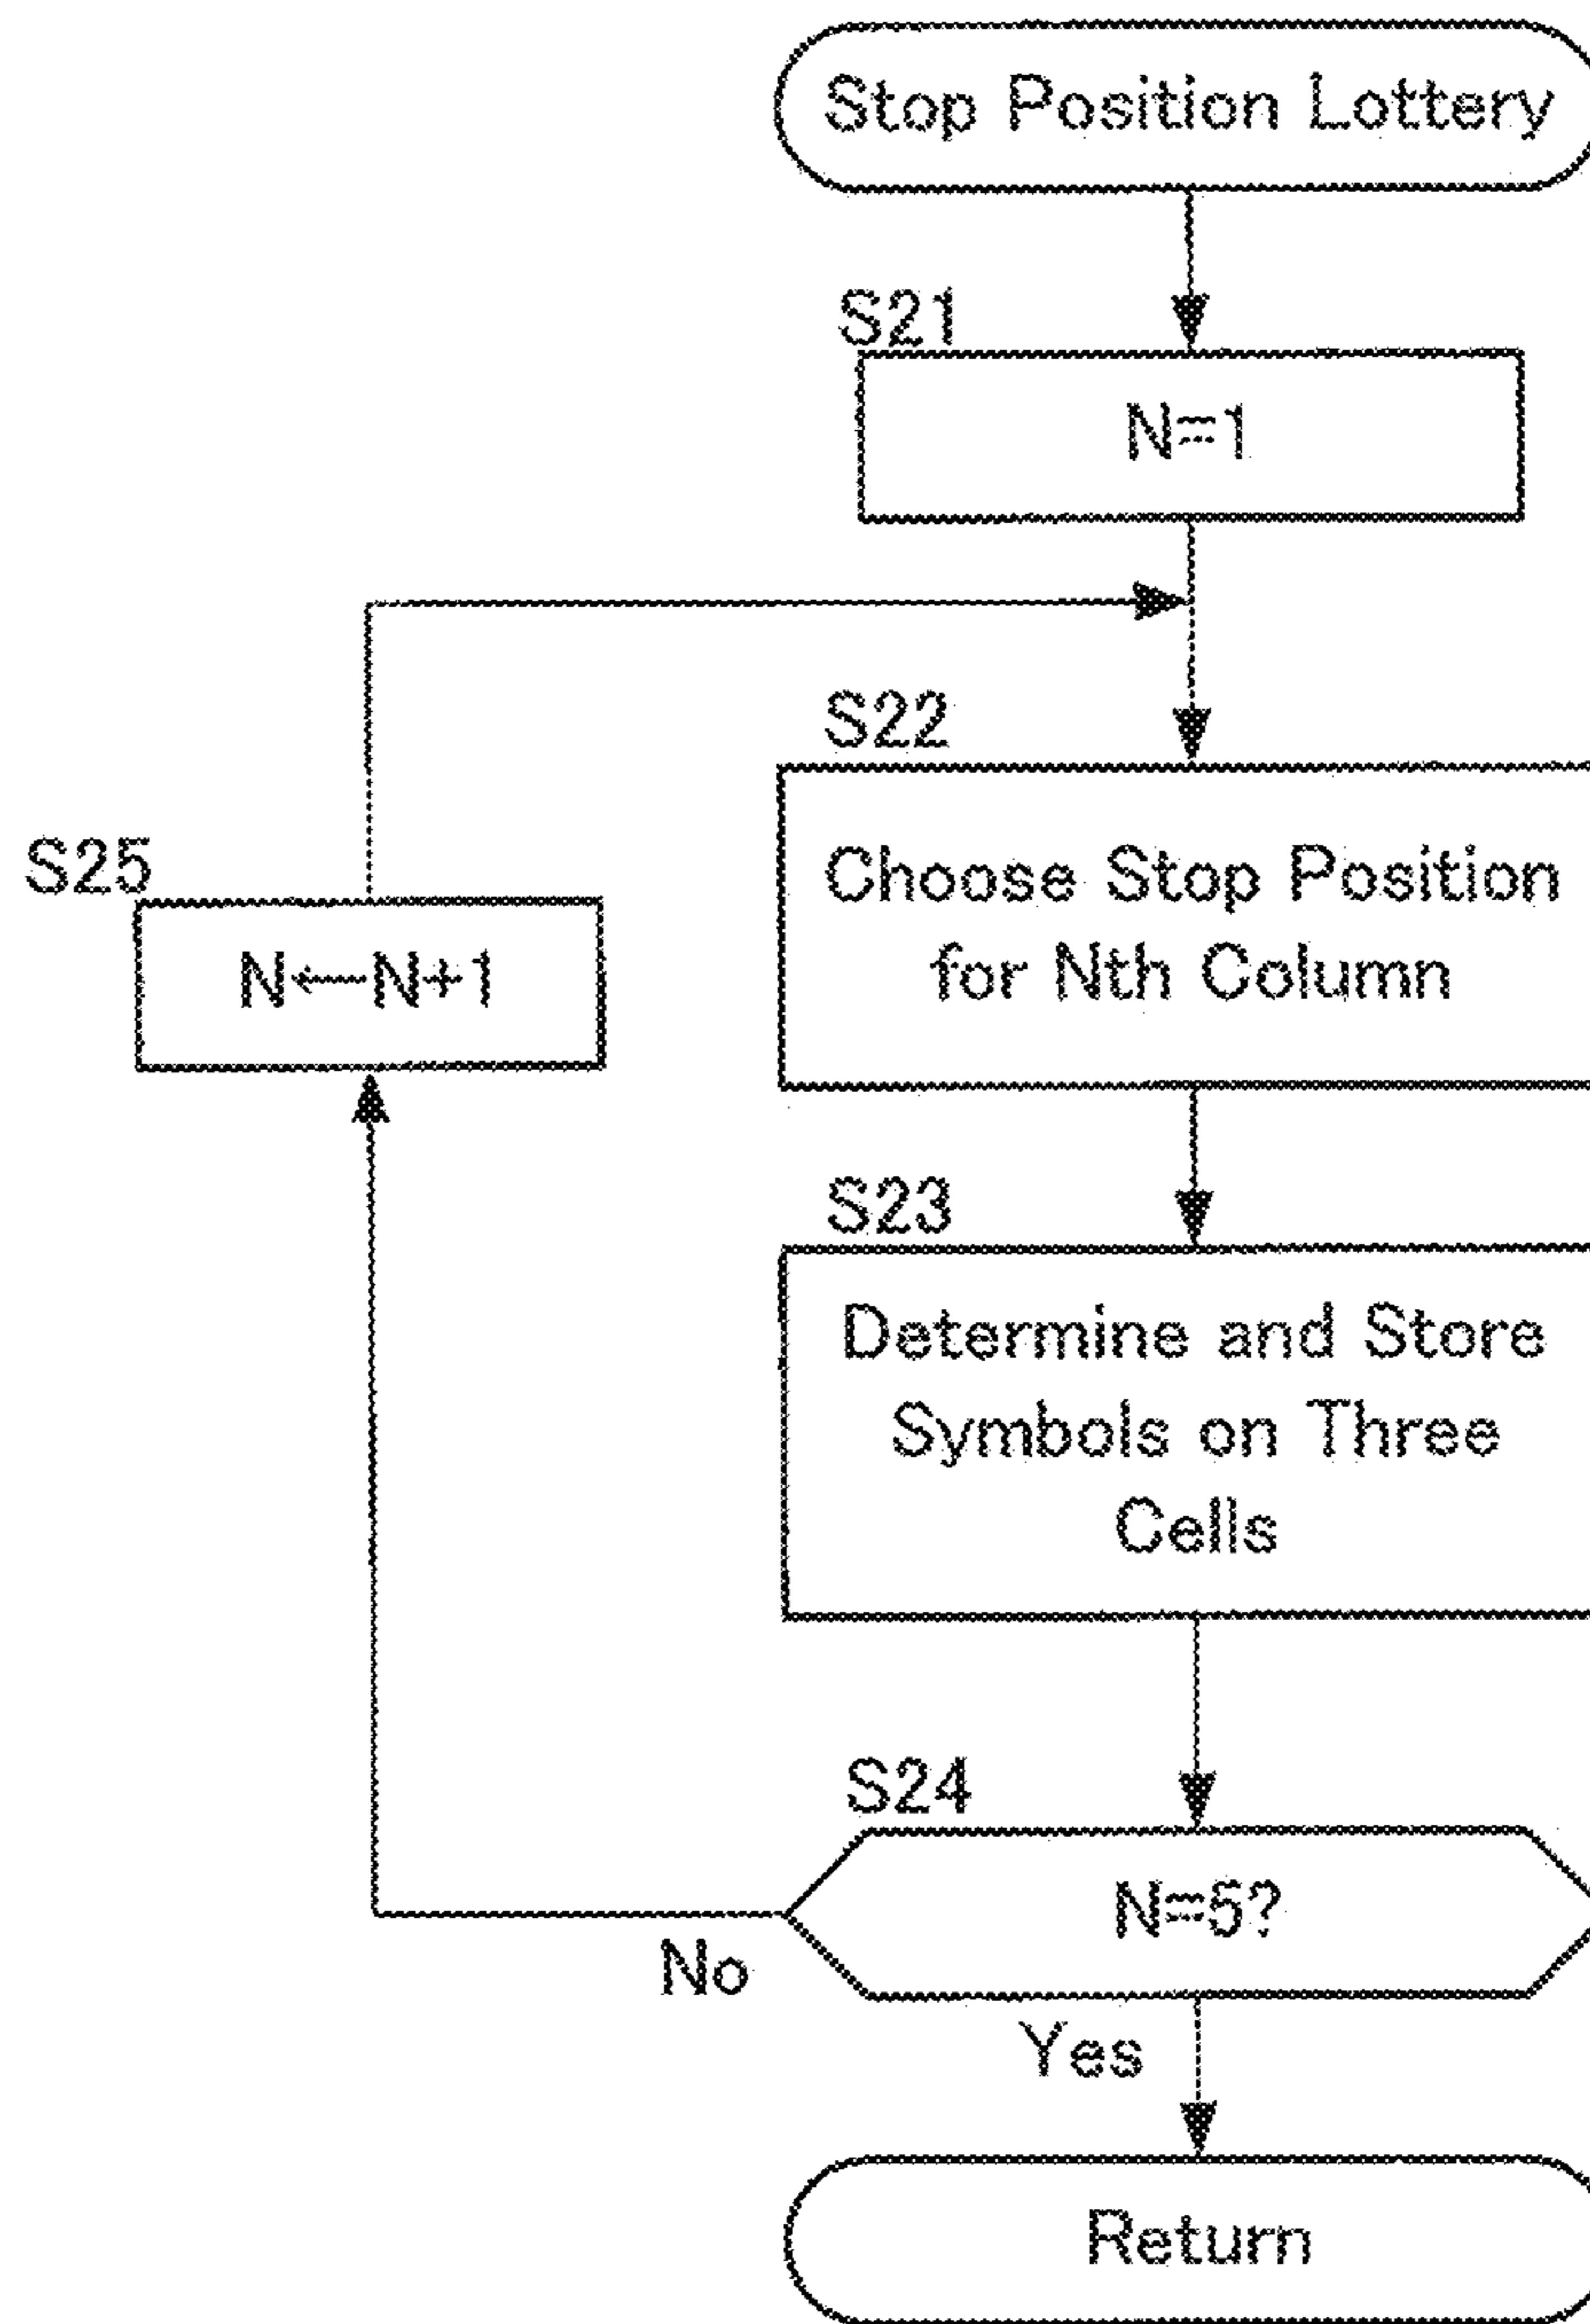 Stop Position Lottery
S21
N=1
S22
Choose Stop Position
for Nth Column
S25
N←N+1
S23
Determine and Store
Symbols on Three
Cells
S24
N=5?
No
Yes
Return